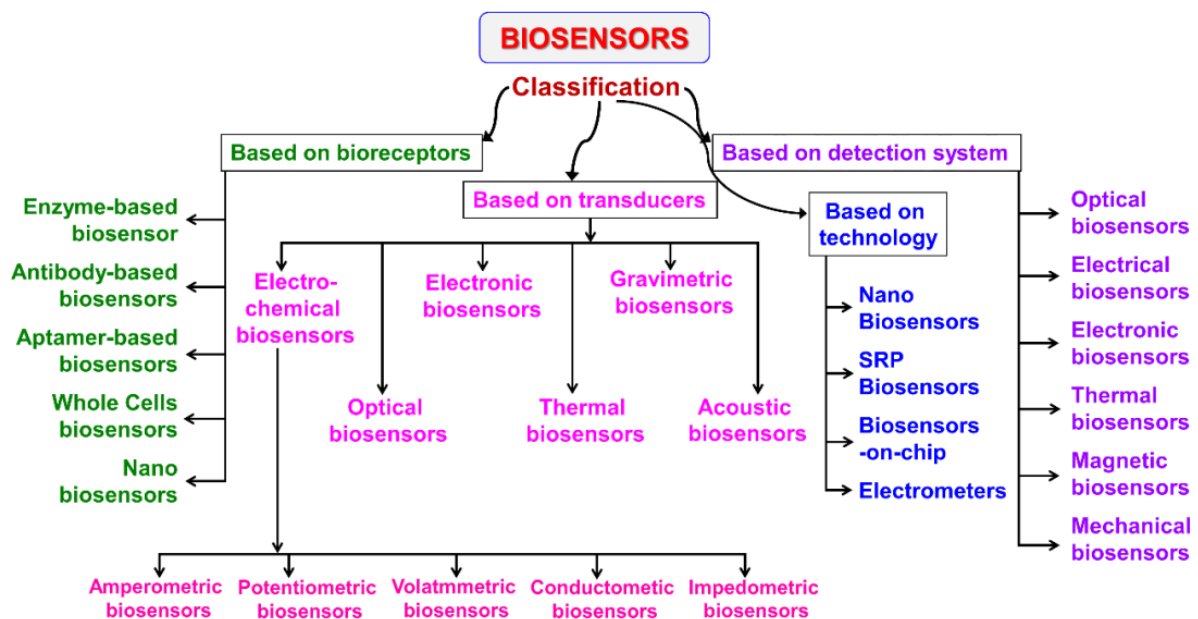 BIOSENSORS
Classification
Based on bioreceptors
Enzyme-based
biosensor
Antibody-based
biosensors
Aptamer-based
biosensors
Whole Cells
biosensors
Nano
biosensors
Based on transducers
Electro-
chemical
biosensors
Optical
biosensors
Electronic
biosensors
Thermal
biosensors
Gravimetric
biosensors
Acoustic
biosensors
Amperometric
biosensors
Potentiometric
biosensors
Volatmmetric
biosensors
Conductometic
biosensors
Impedometric
biosensors
Based on
technology
Nano
Biosensors
SRP
Biosensors
Biosensors
-on-chip
Electrometers
Based on detection system
Optical
biosensors
Electrical
biosensors
Electronic
biosensors
Thermal
biosensors
Magnetic
biosensors
Mechanical
biosensors